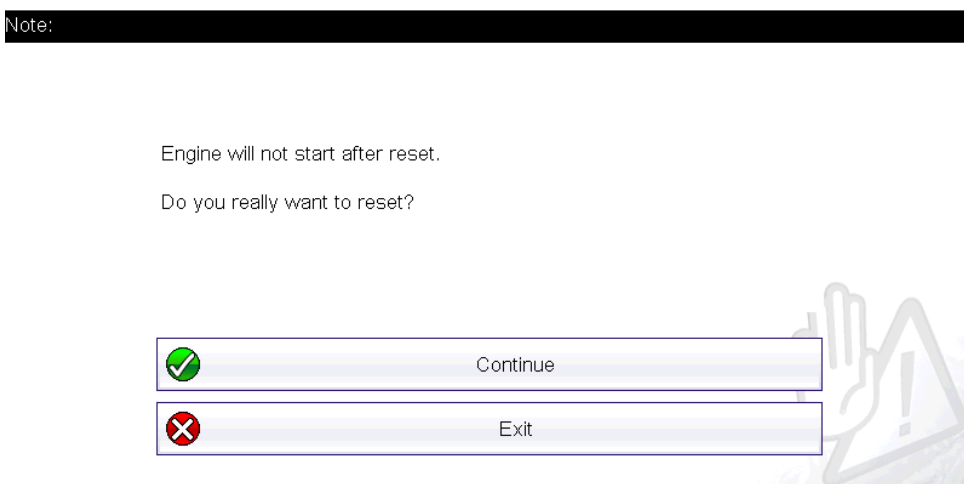 Note:
Engine will not start after reset.
Do you really want to reset?
Continue
Exit